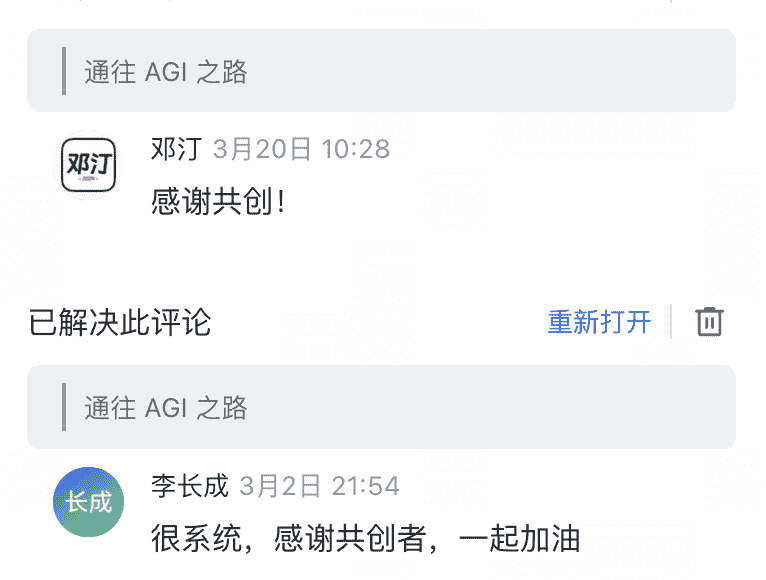 通往 AGI 之路
邓汀
邓汀 3月20日 10:28
感谢共创！
已解决此评论 重新打开
通往 AGI 之路
长成
李长成 3月2日 21:54
很系统，感谢共创者，一起加油